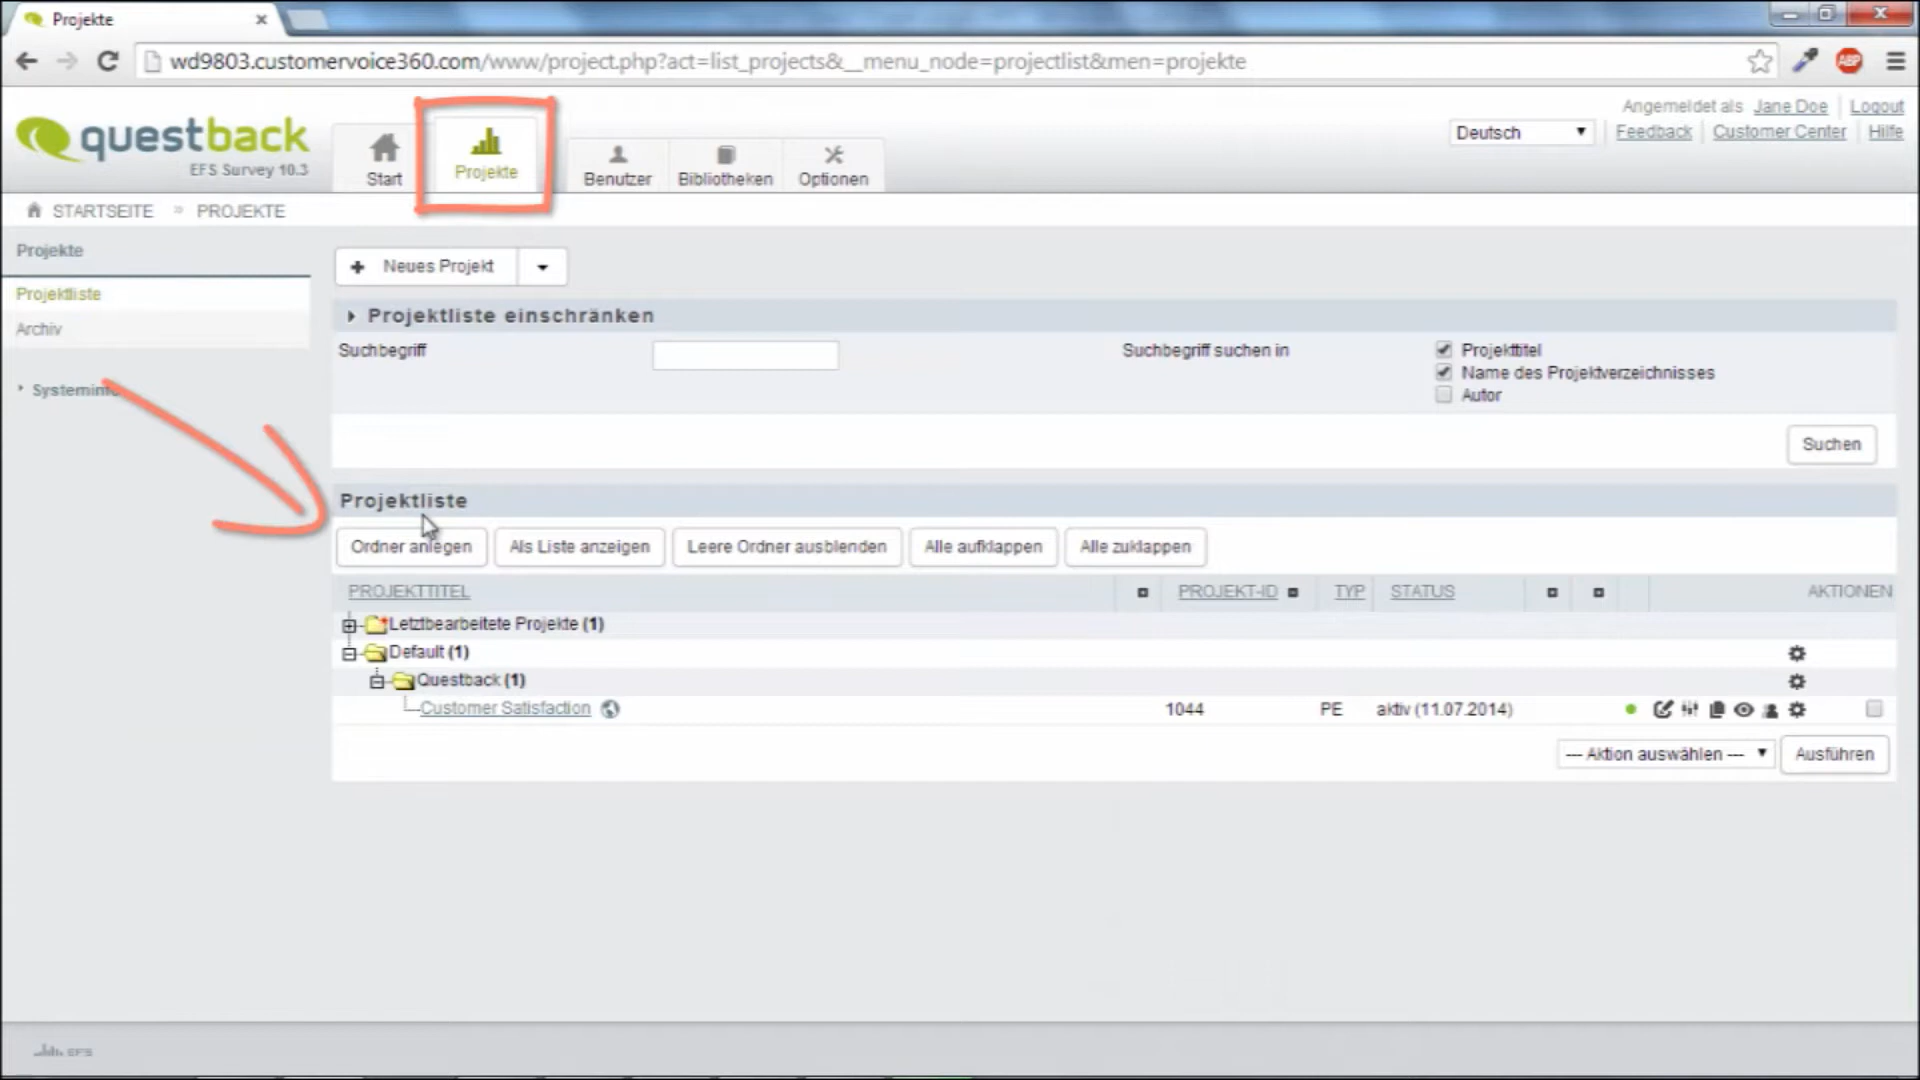 Projekte
wd9803.customervoice360.com/www/project.php?act=list_projects&__menu_node=projectlist&men=projekte
ABP
Angemeldet als Jane Doe Logout
questback
EFS Survey 10.3
Start
Projekte
Benutzer
Bibliotheken
Optionen
Deutsch
Feedback Customer Center Hilfe
STARTSEITE » PROJEKTE
Projekte
Projektliste
Archiv
Neues Projekt
Projektliste einschränken
Suchbegriff
Suchbegriff suchen in
Projekttitel
Name des Projektverzeichnisses
Autor
Suchen
Projektliste
Ordner anlegen Als Liste anzeigen Leere Ordner ausblenden Alle aufklappen Alle zuklappen
PROJEKTTITEL PROJEKT-ID TYP STATUS AKTIONEN
Letztbearbeitete Projekte (1)
Default (1)
Questback (1)
Customer Satisfaction 1044 PE aktiv (11.07.2014)
--- Aktion auswählen --- Ausführen
EFS